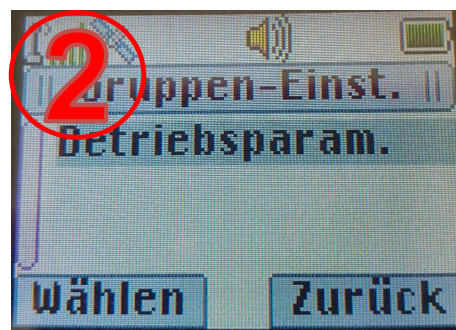 2
Gruppen-Einst.
Betriebsparam.
Wählen
Zurück